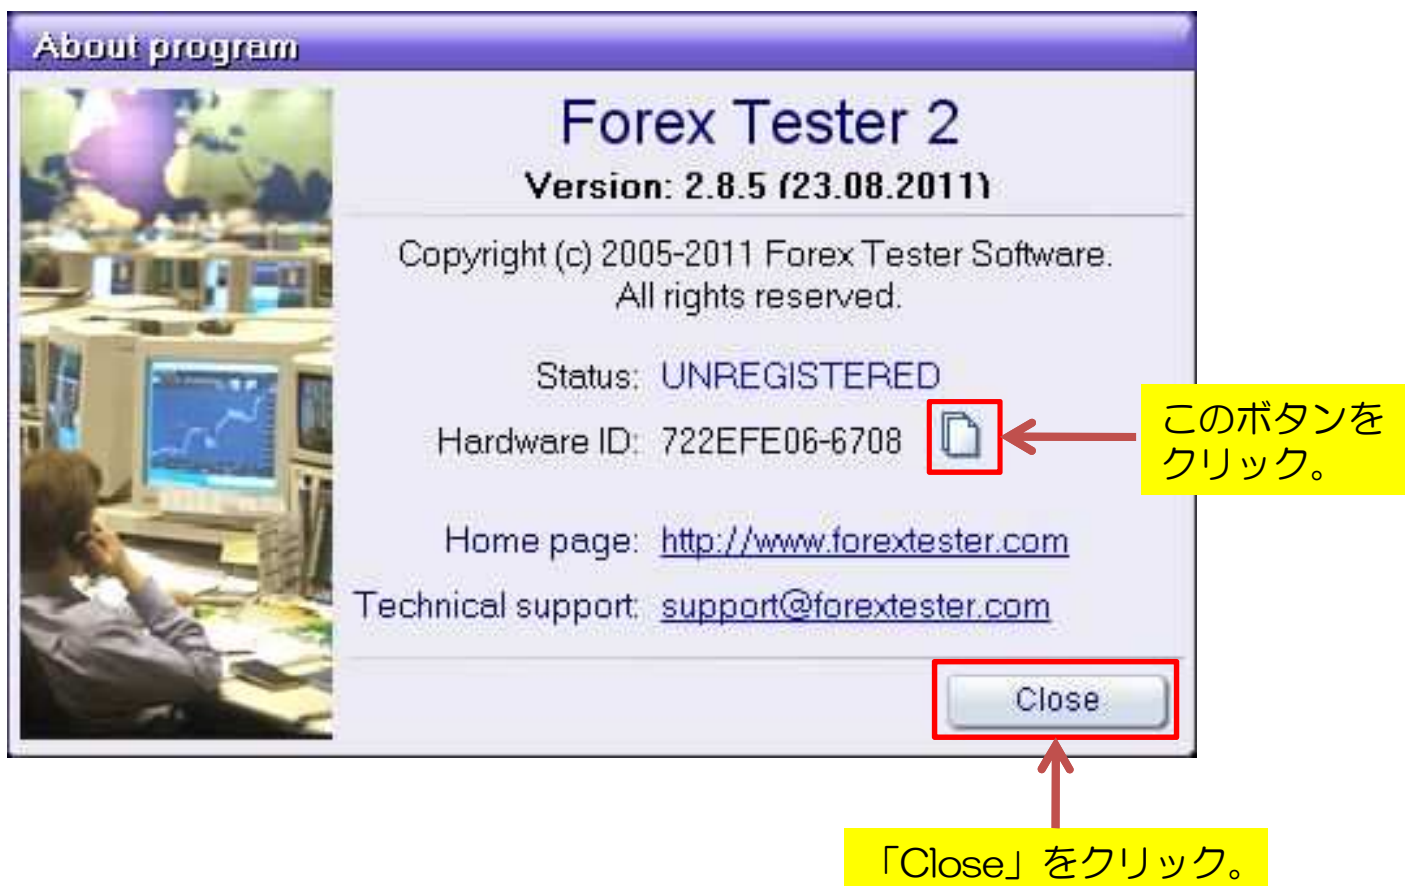 About program
Forex Tester 2
Version: 2.8.5 (23.08.2011)
Copyright (c) 2005-2011 Forex Tester Software.
All rights reserved.
Status: UNREGISTERED
Hardware ID: 722EFE06-6708
このボタンを
クリック。
Home page: http://www.forextester.com
Technical support: support@forextester.com
Close
「Close」をクリック。